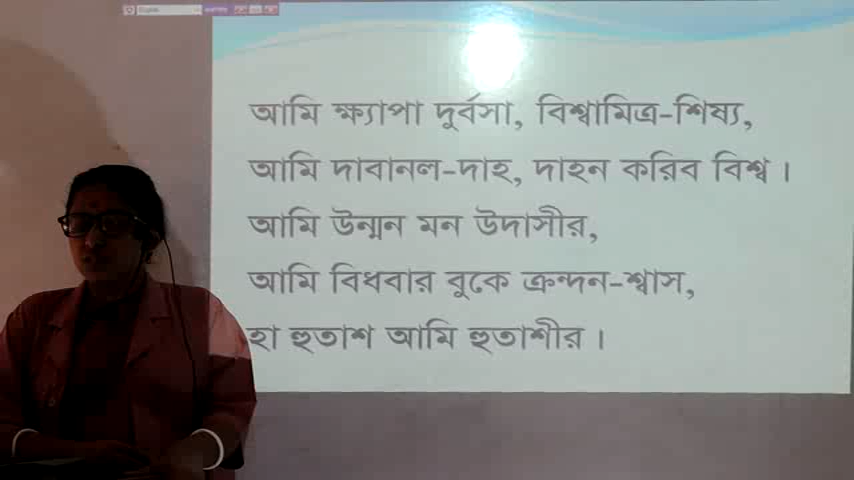 আমি ক্ষ্যাপা দুর্বসা, বিশ্বামিত্র-শিষ্য,
আমি দাবানল-দাহ, দাহন করিব বিশ্ব।
আমি উন্মন মন উদাসীর,
আমি বিধবার বুকে ক্রন্দন-শ্বাস,
হা হুতাশ আমি হুতাশীর।